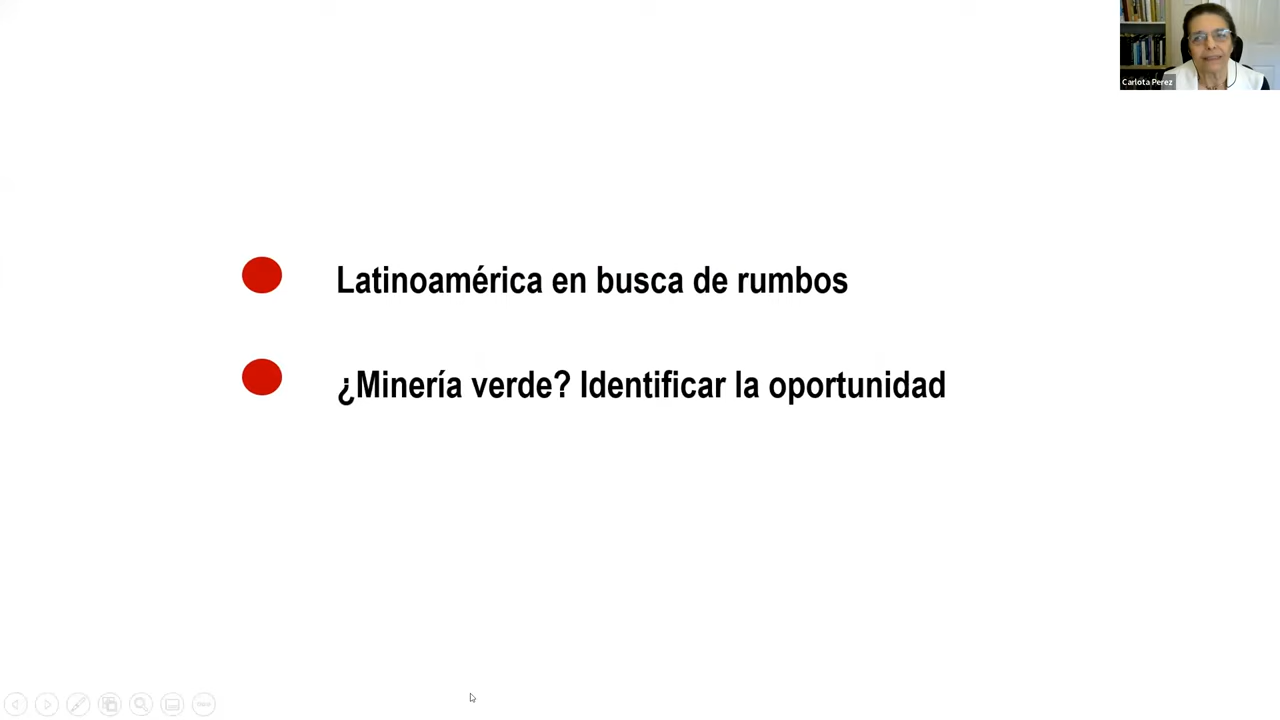 Carlota Perez
Latinoamérica en busca de rumbos
¿Minería verde? Identificar la oportunidad